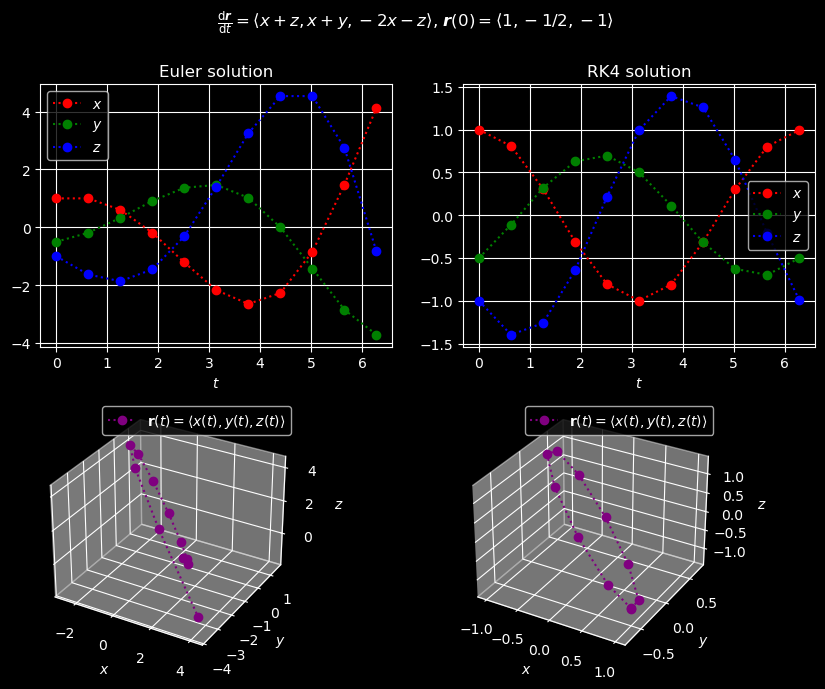 d𝒓/dt = ⟨x + z, x + y, −2x − z⟩, 𝒓(0) = ⟨1, −1/2, −1⟩
Euler solution
4
2
0
−2
−4
x
y
z
0 1 2 3 4 5 6
t
RK4 solution
1.5
1.0
0.5
0.0
−0.5
−1.0
−1.5
x
y
z
0 1 2 3 4 5 6
t
r(t) = ⟨x(t), y(t), z(t)⟩
4
2
0
z
1
0
−1
−2
−3
−4
y
−2 0 2 4
x
r(t) = ⟨x(t), y(t), z(t)⟩
1.0
0.5
0.0
−0.5
−1.0
z
0.5
0.0
−0.5
y
−1.0 −0.5 0.0 0.5 1.0
x